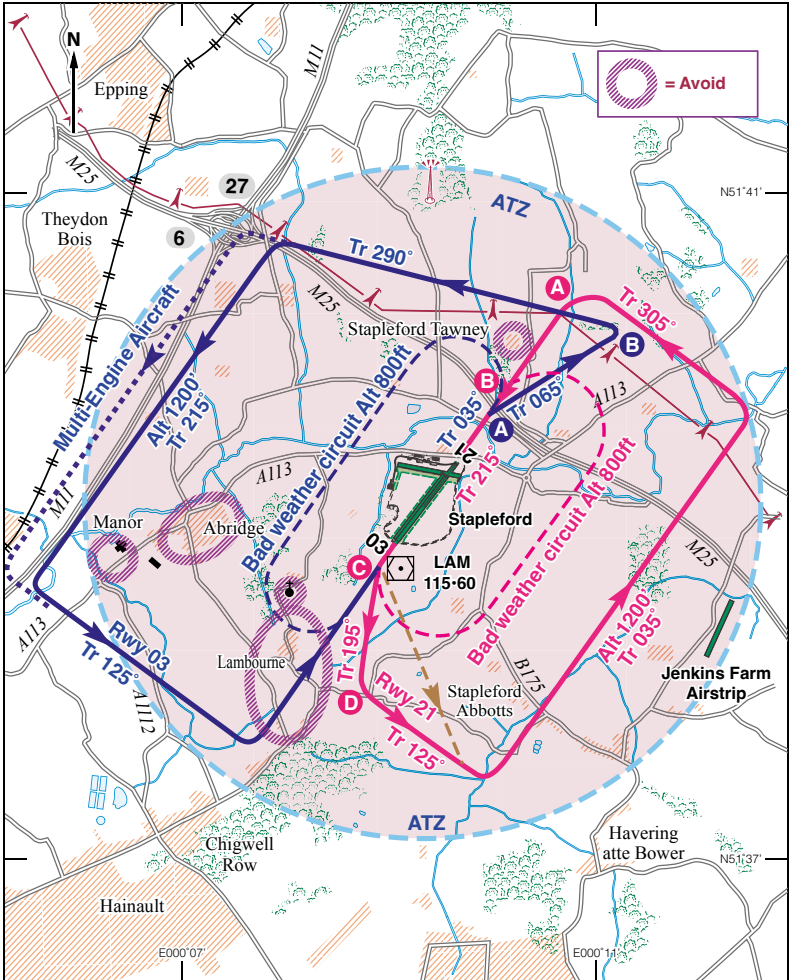 N
M11
Epping
= Avoid
M25
27
ATZ
N51°41'
Theydon
Bois
6
Tr 290°
A
Tr 305°
M25
Stapleford Tawney
B
Multi-Engine Aircraft
Alt 1200'
Tr 215°
Bad weather circuit Alt 800ft
B
Tr 035°
Tr 065°
A
A113
21
Tr 215°
A113
M11
Manor
Abridge
Stapleford
03
Bad weather circuit Alt 800ft
M25
C
LAM
115·60
A113
Rwy 03
Tr 125°
Tr 195°
Alt 1200'
Tr 035°
Lambourne
B175
Jenkins Farm
Airstrip
A1112
D
Rwy 21
Tr 125°
Stapleford
Abbotts
ATZ
Chigwell
Row
Havering
atte Bower
N51°37'
Hainault
E000°07'
E000°11'